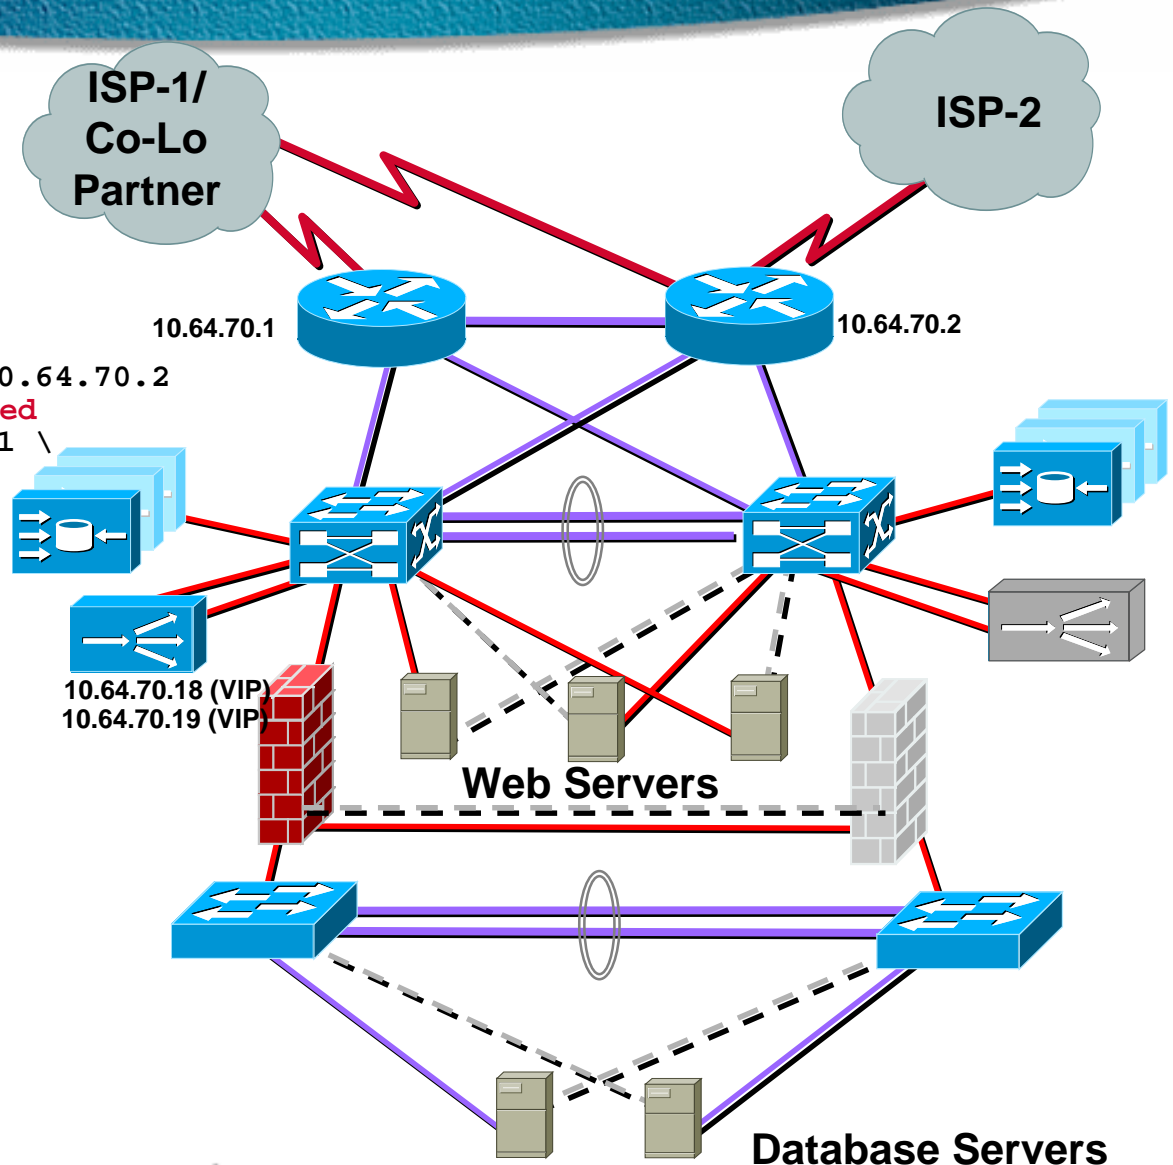 ISP-1/
Co-Lo
Partner
ISP-2
10.64.70.1
10.64.70.2
0.64.70.2
ed
1 \
10.64.70.18 (VIP)
10.64.70.19 (VIP)
Web Servers
Database Servers